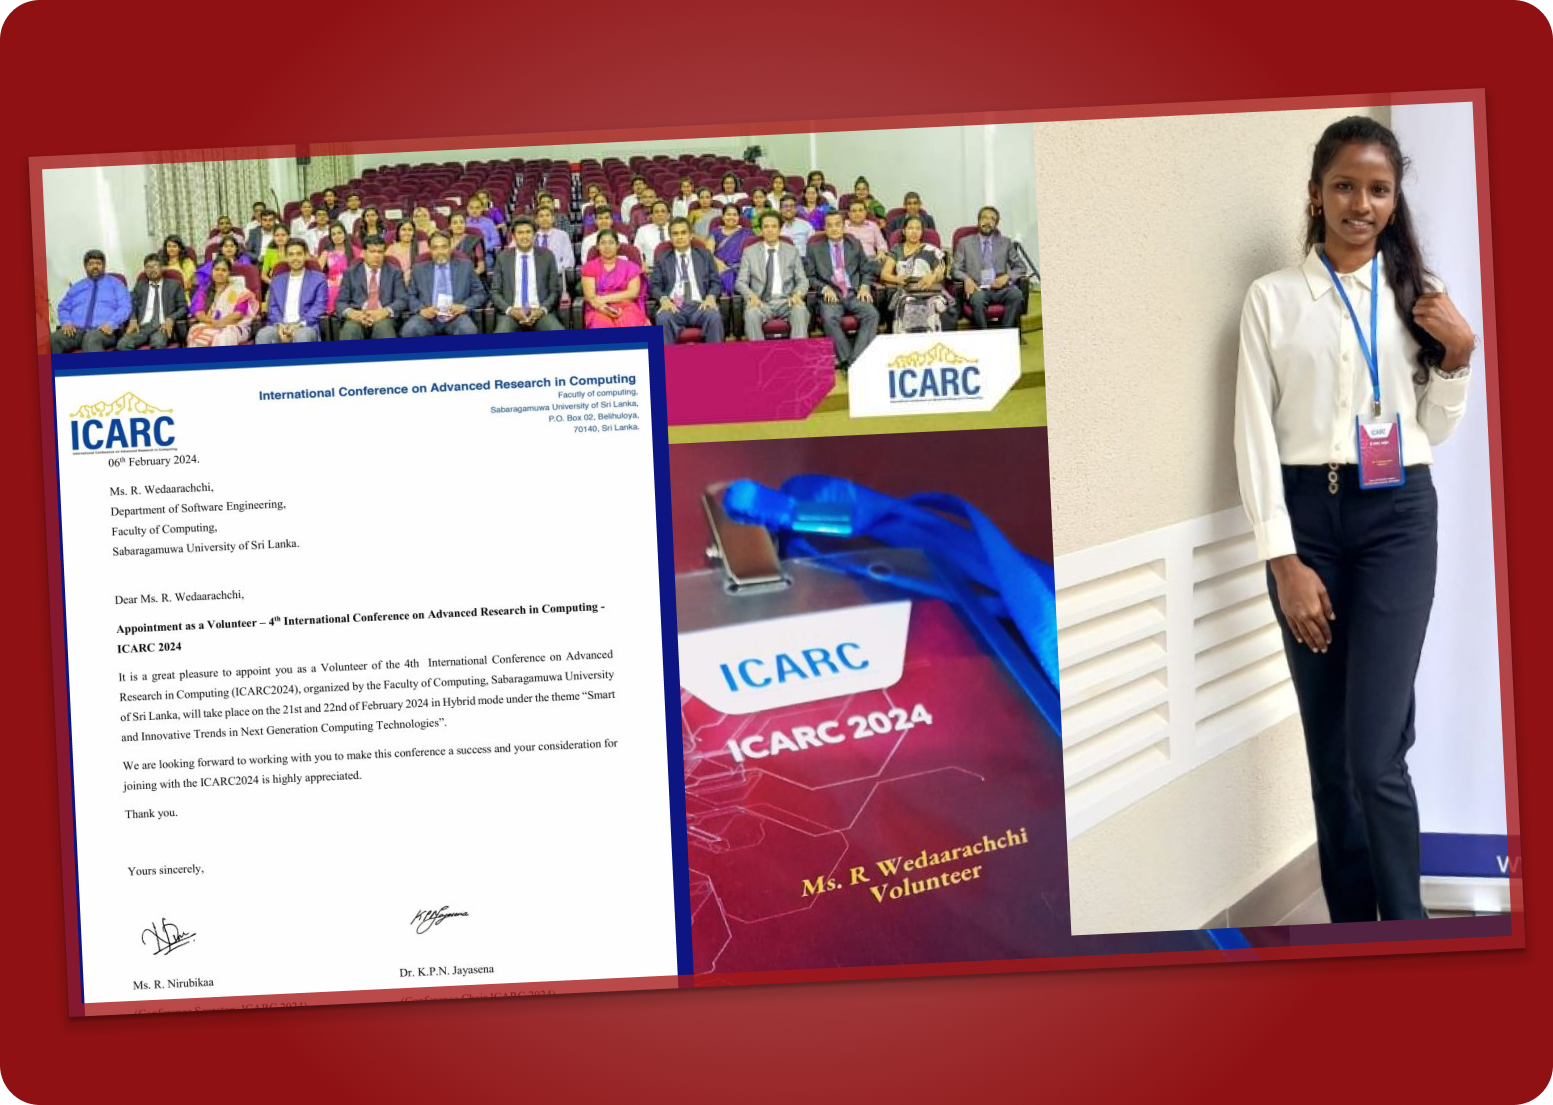 ICARC
International Conference on Advanced Research in Computing
International Conference on Advanced Research in Computing
Faculty of computing,
Sabaragamuwa University of Sri Lanka,
P.O. Box 02, Belihuloya,
70140, Sri Lanka.
06th February 2024.
Ms. R. Wedaarachchi,
Department of Software Engineering,
Faculty of Computing,
Sabaragamuwa University of Sri Lanka.
Dear Ms. R. Wedaarachchi,
Appointment as a Volunteer – 4th International Conference on Advanced Research in Computing -
ICARC 2024
It is a great pleasure to appoint you as a Volunteer of the 4th International Conference on Advanced
Research in Computing (ICARC2024), organized by the Faculty of Computing, Sabaragamuwa University
of Sri Lanka, will take place on the 21st and 22nd of February 2024 in Hybrid mode under the theme “Smart
and Innovative Trends in Next Generation Computing Technologies”.
We are looking forward to working with you to make this conference a success and your consideration for
joining with the ICARC2024 is highly appreciated.
Thank you.
Yours sincerely,
Ms. R. Nirubikaa
Dr. K.P.N. Jayasena
(Conference Chair ICARC 2024)
ICARC
ICARC
ICARC 2024
Ms. R Wedaarachchi
Volunteer
ICARC
W